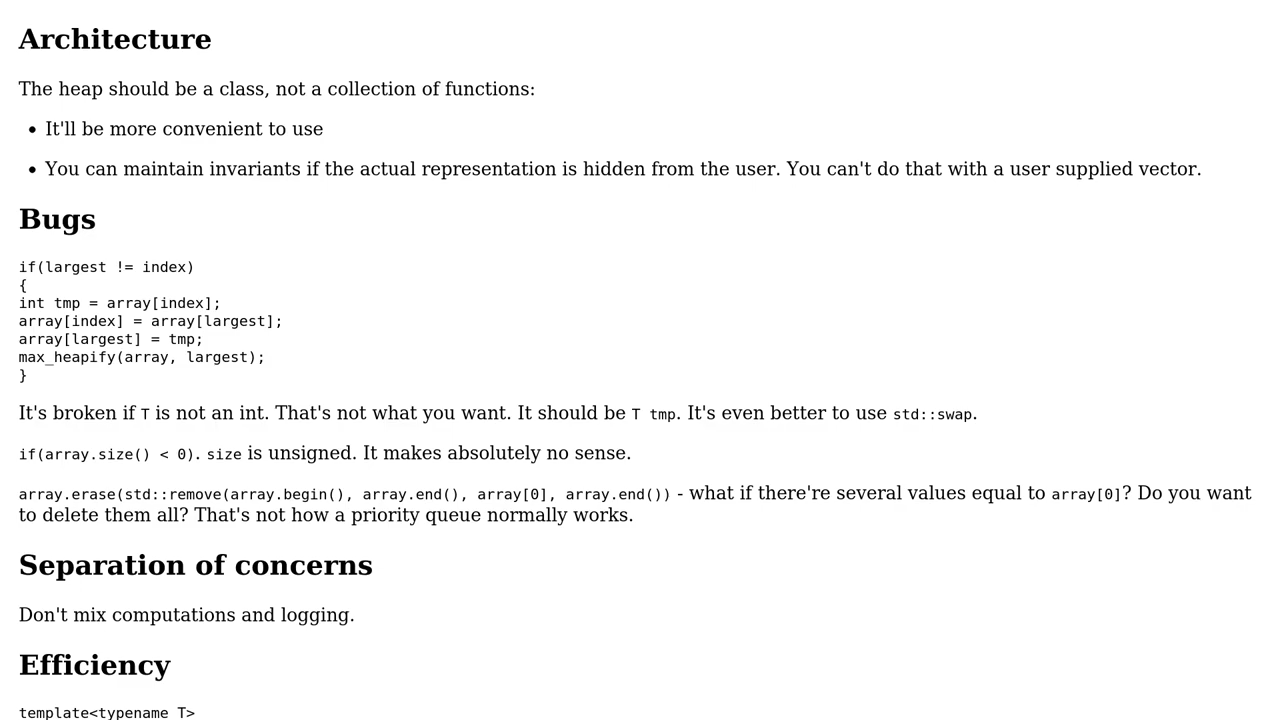 Architecture
The heap should be a class, not a collection of functions:
It'll be more convenient to use
You can maintain invariants if the actual representation is hidden from the user. You can't do that with a user supplied vector.
Bugs
if(largest != index)
{
int tmp = array[index];
array[index] = array[largest];
array[largest] = tmp;
max_heapify(array, largest);
}
It's broken if T is not an int. That's not what you want. It should be T tmp. It's even better to use std::swap.
if(array.size() < 0). size is unsigned. It makes absolutely no sense.
array.erase(std::remove(array.begin(), array.end(), array[0], array.end()) - what if there're several values equal to array[0]? Do you want
to delete them all? That's not how a priority queue normally works.
Separation of concerns
Don't mix computations and logging.
Efficiency
template<typename T>